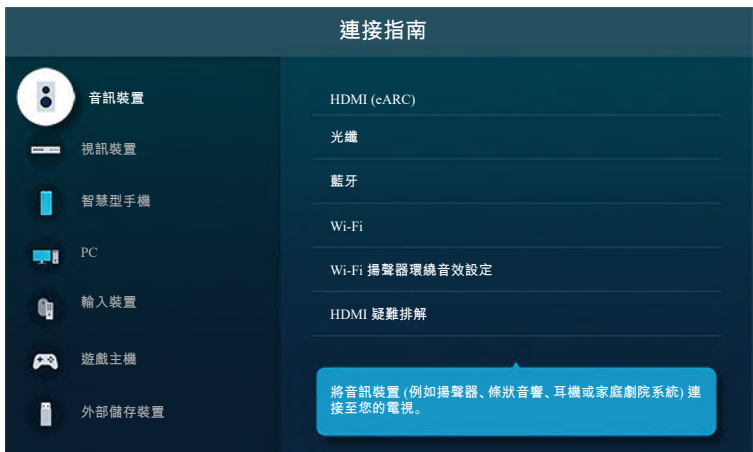 連接指南
音訊裝置
視訊裝置
智慧型手機
PC
輸入裝置
遊戲主機
外部儲存裝置
HDMI (eARC)
光纖
藍牙
Wi-Fi
Wi-Fi 揚聲器環繞音效設定
HDMI 疑難排解
將音訊裝置 (例如揚聲器、條狀音響、耳機或家庭劇院系統) 連
接至您的電視。